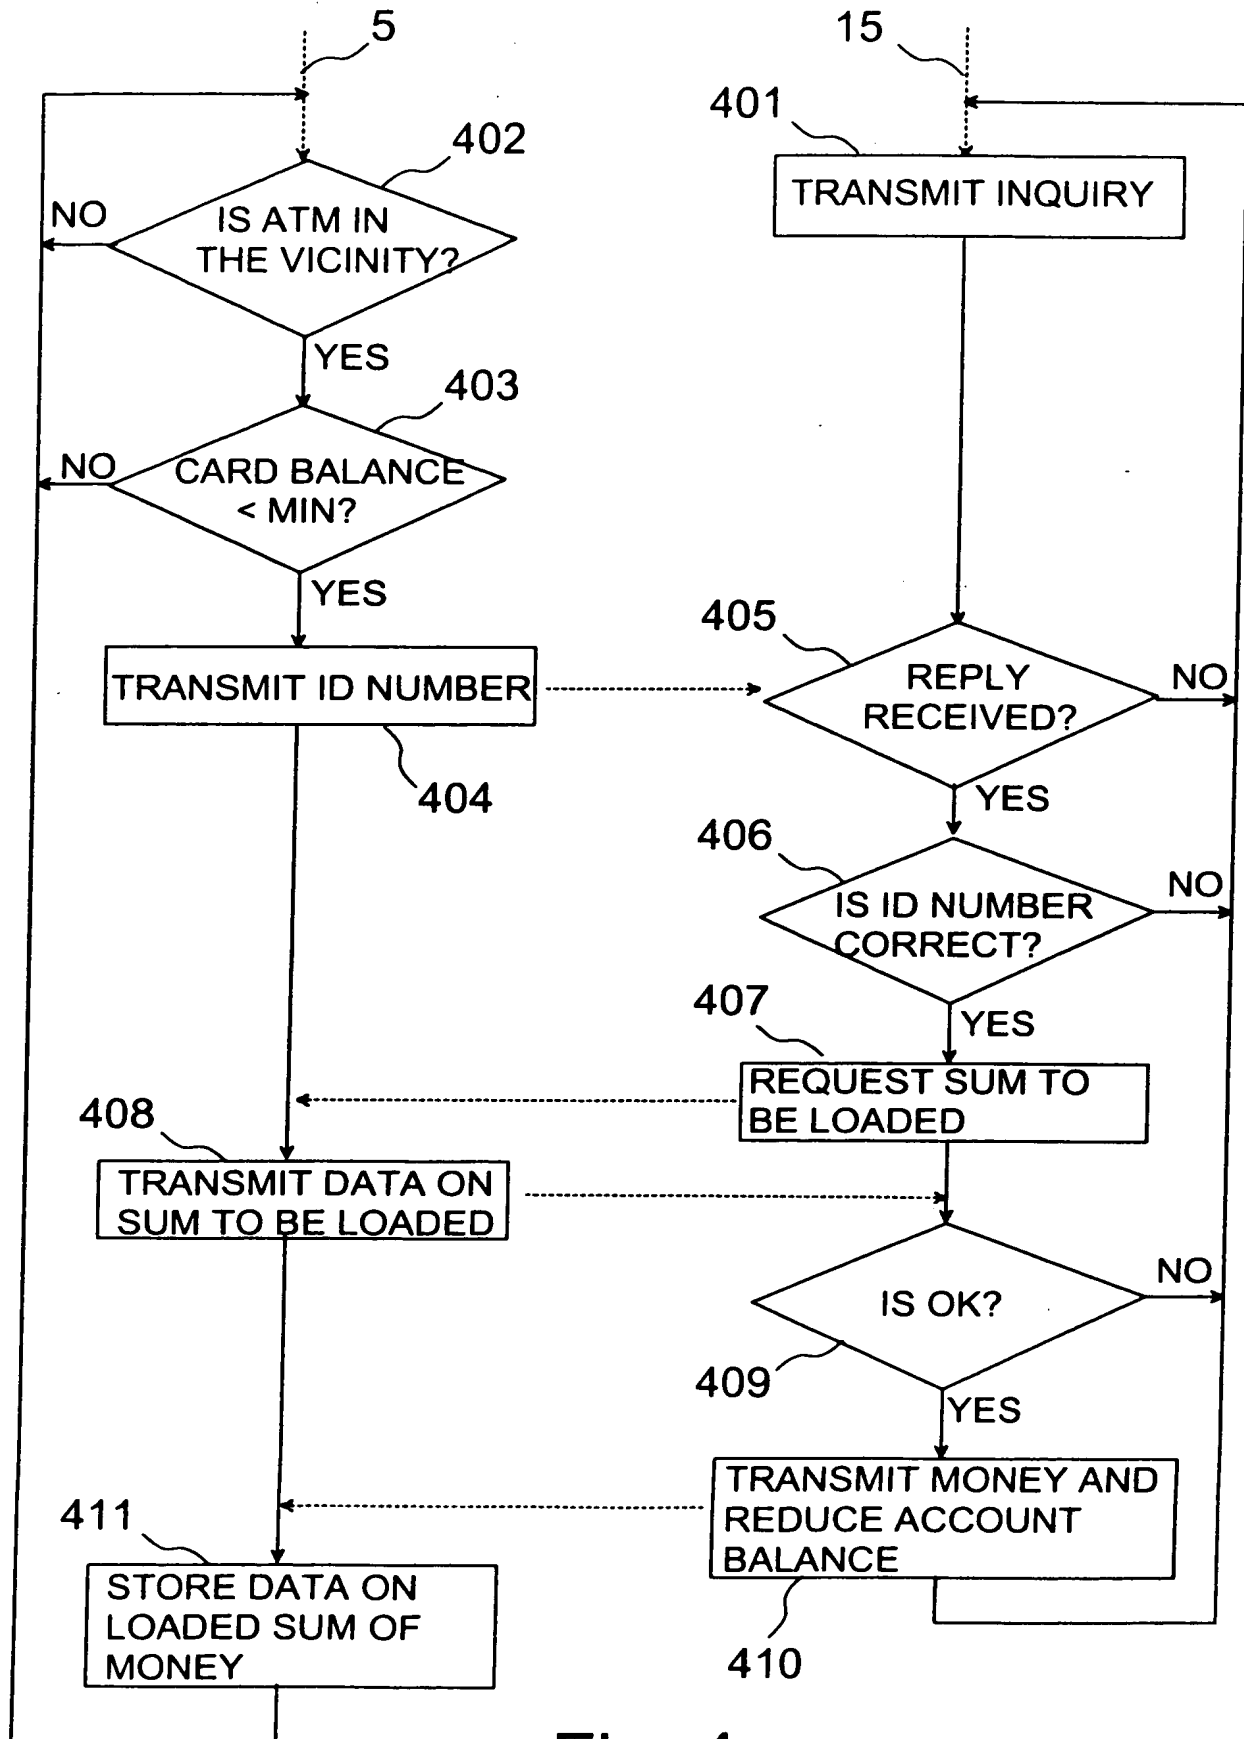 5
15
401
402
TRANSMIT INQUIRY
NO
IS ATM IN
THE VICINITY?
YES
403
NO
CARD BALANCE
< MIN?
YES
405
TRANSMIT ID NUMBER
REPLY
RECEIVED?
NO
404
YES
406
NO
IS ID NUMBER
CORRECT?
407
YES
REQUEST SUM TO
BE LOADED
408
TRANSMIT DATA ON
SUM TO BE LOADED
NO
IS OK?
409
YES
TRANSMIT MONEY AND
REDUCE ACCOUNT
BALANCE
411
STORE DATA ON
LOADED SUM OF
MONEY
410